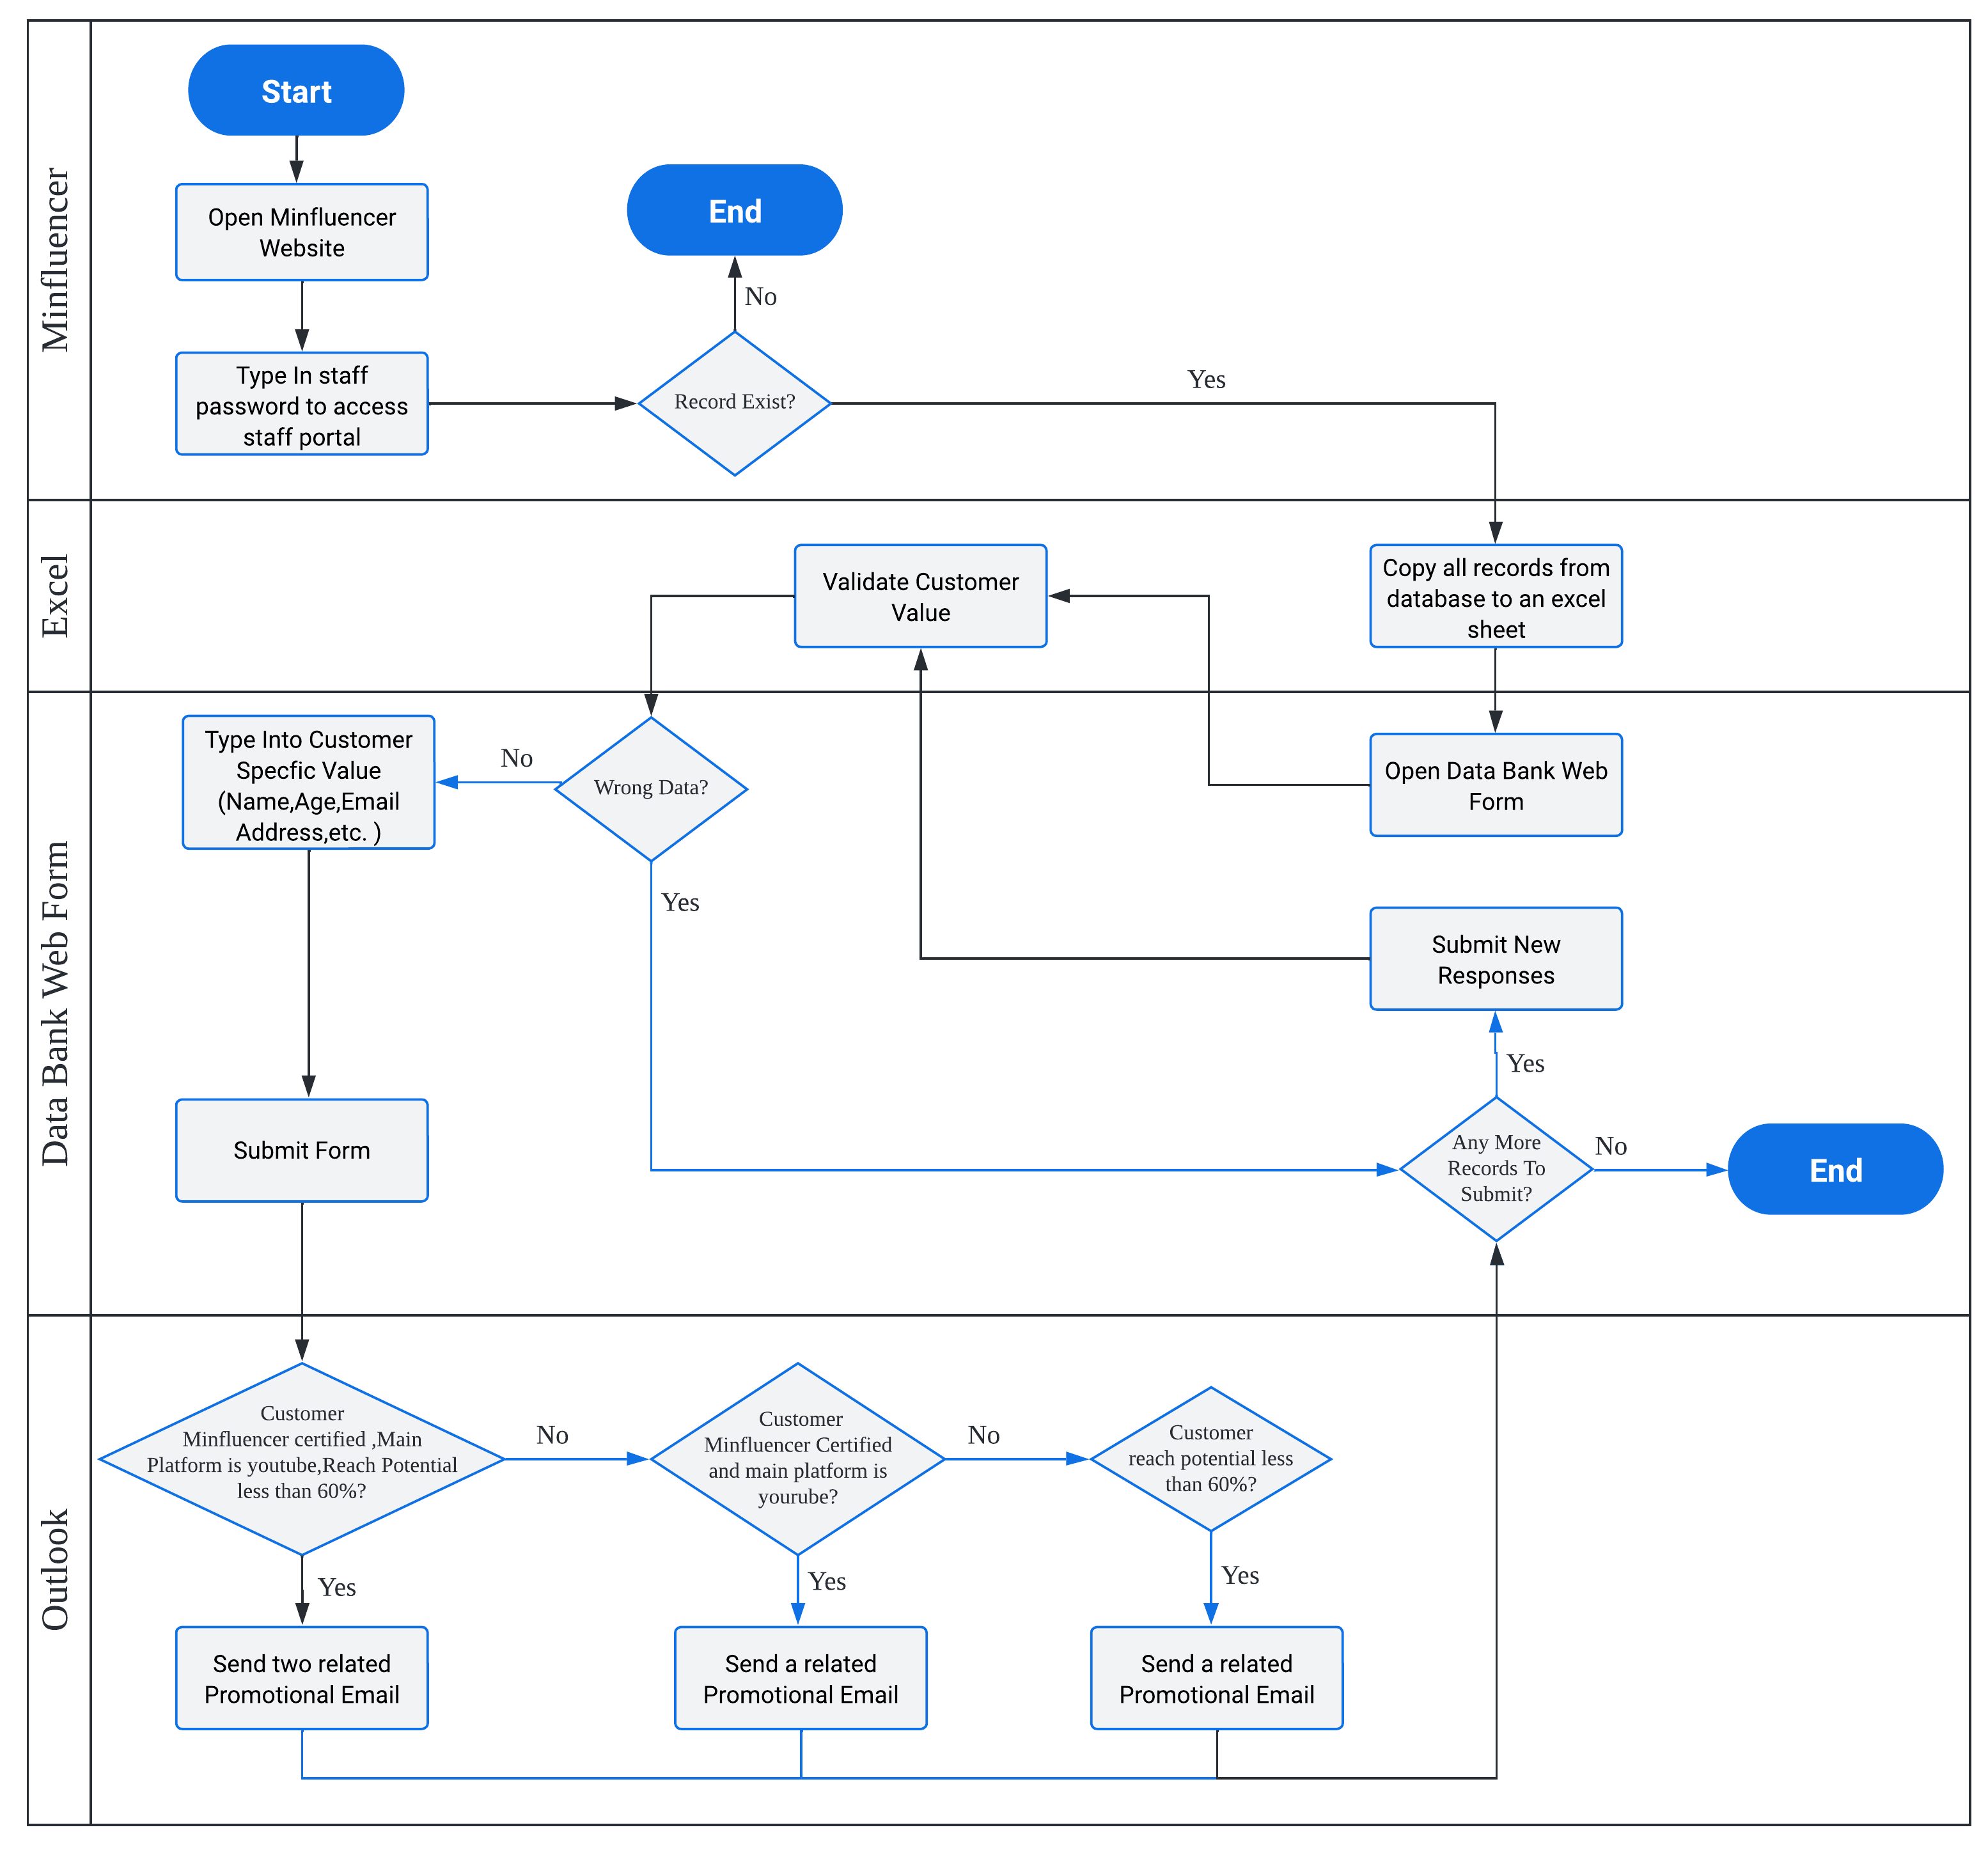 Minfluencer
Start
Open Minfluencer
Website
Type In staff
password to access
staff portal
End
No
Record Exist?
Yes
Excel
Validate Customer
Value
Copy all records from
database to an excel
sheet
Data Bank Web Form
Type Into Customer
Specfic Value
(Name,Age,Email
Address,etc. )
No
Wrong Data?
Yes
Open Data Bank Web
Form
Submit New
Responses
Yes
Submit Form
Any More
Records To
Submit?
No
End
Outlook
Customer
Minfluencer certified ,Main
Platform is youtube,Reach Potential
less than 60%?
No
Customer
Minfluencer Certified
and main platform is
yourube?
No
Customer
reach potential less
than 60%?
Yes
Yes
Yes
Send two related
Promotional Email
Send a related
Promotional Email
Send a related
Promotional Email